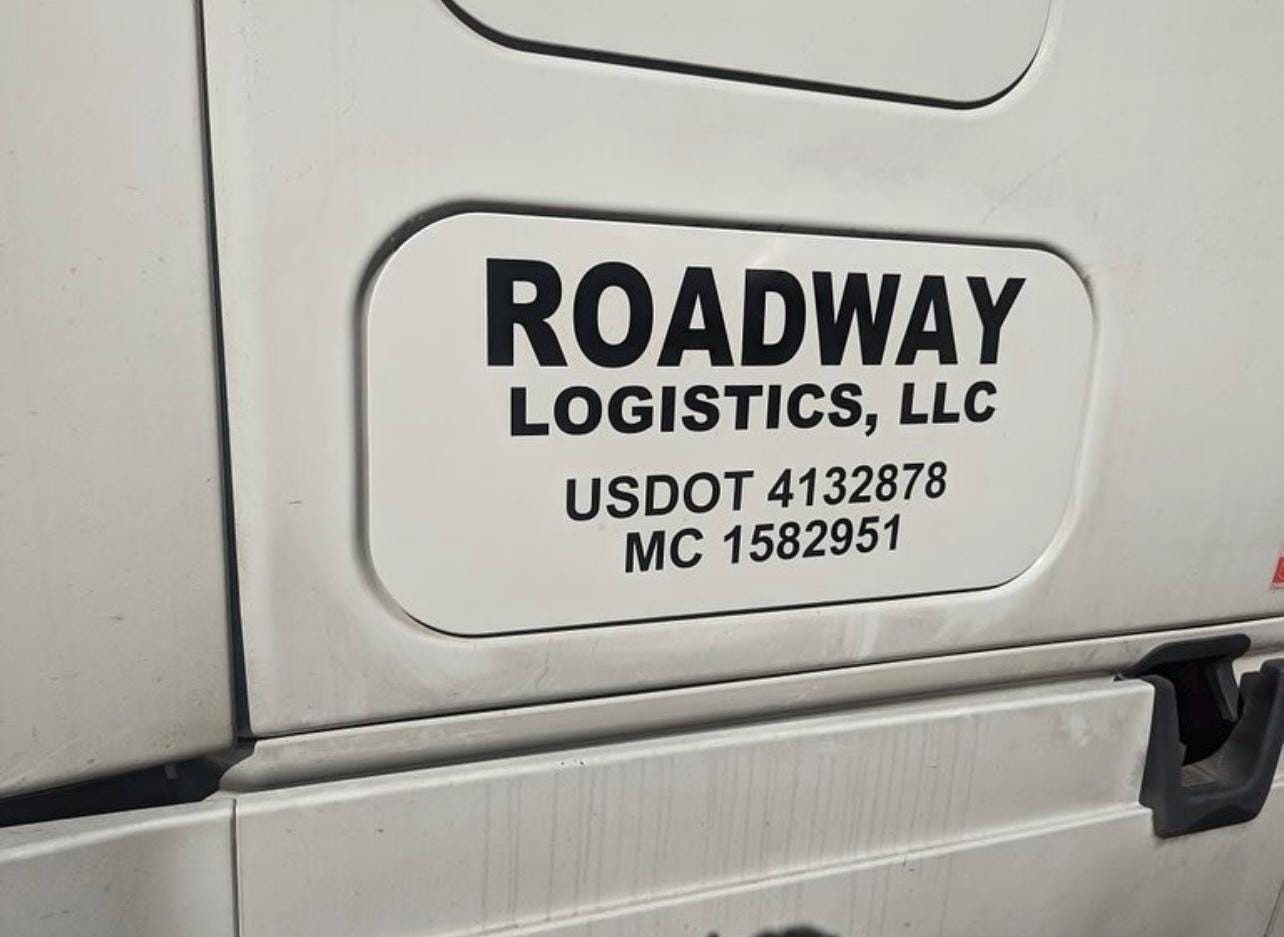 ROADWAY
LOGISTICS, LLC
USDOT 4132878
MC 1582951